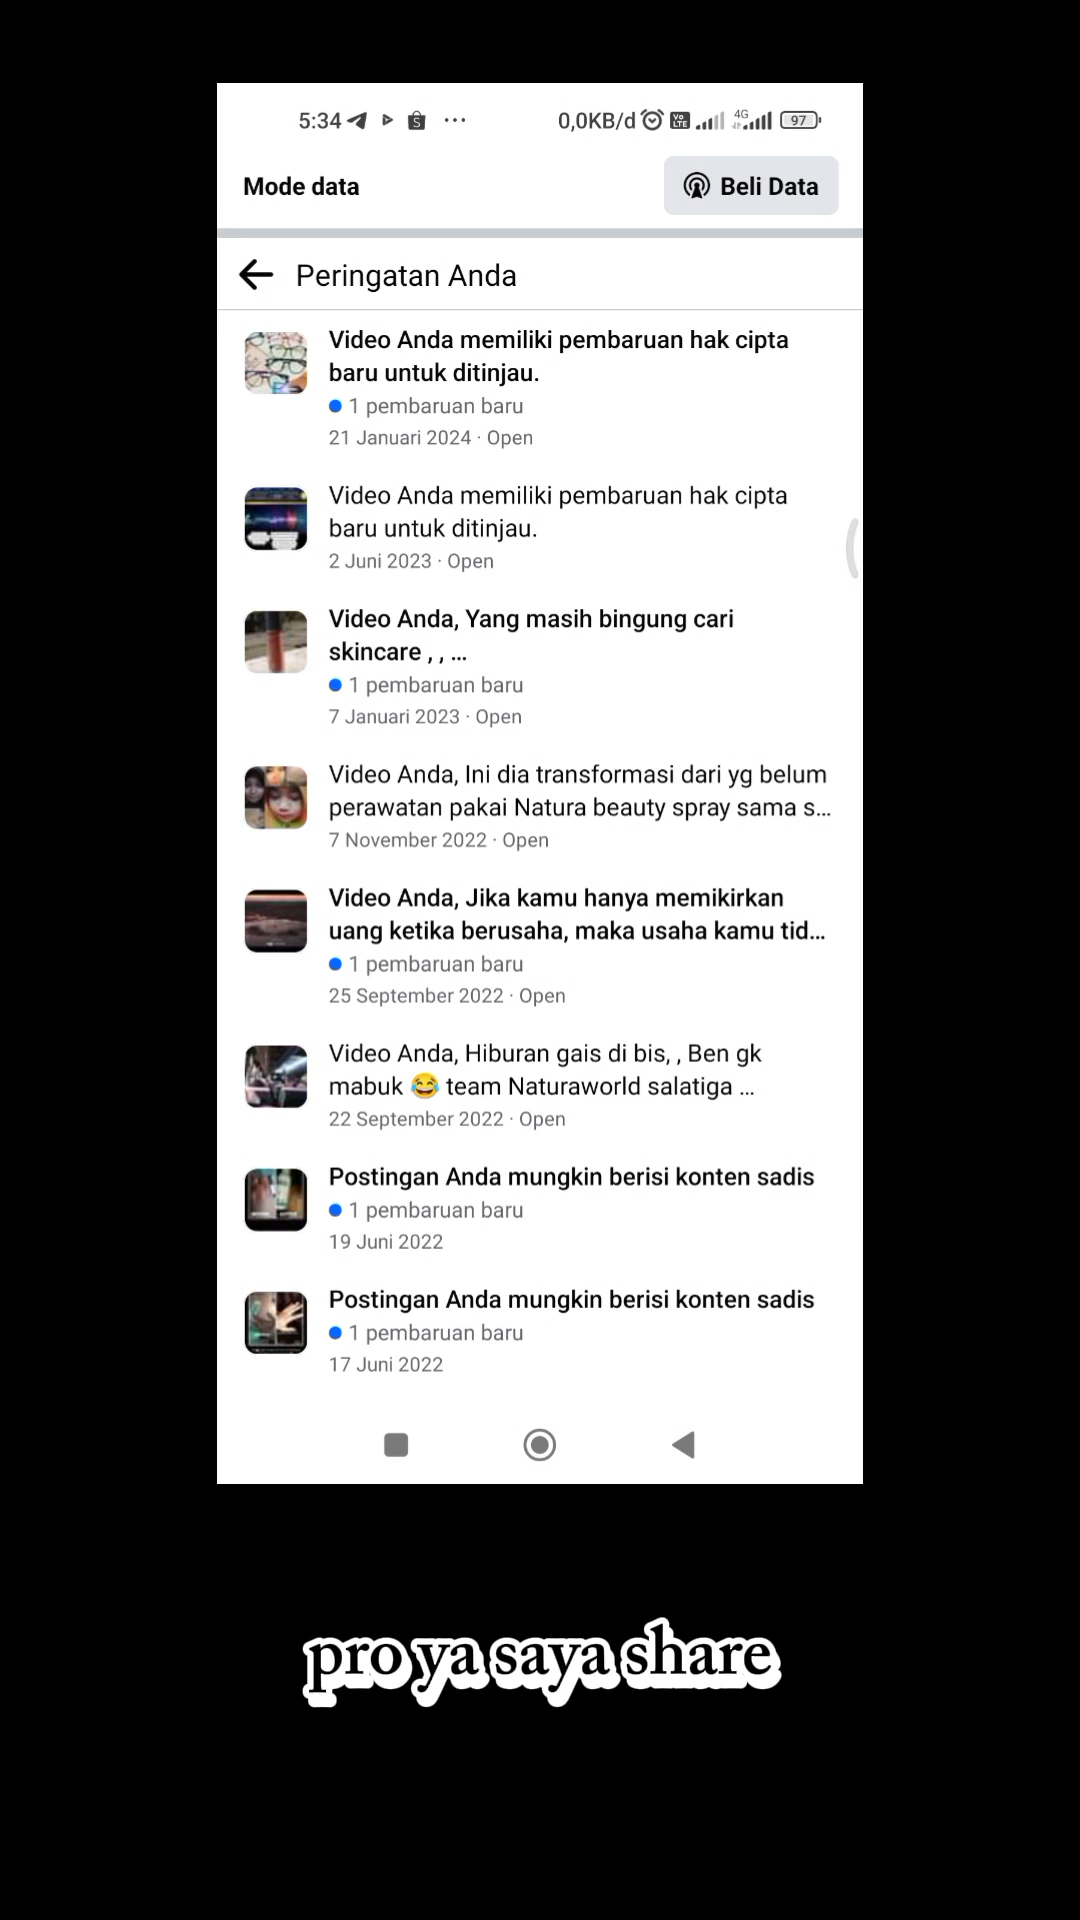 5:34 ... 0,0KB/d Vo LTE 4G 97
Mode data
Beli Data
Peringatan Anda
Video Anda memiliki pembaruan hak cipta
baru untuk ditinjau.
1 pembaruan baru
21 Januari 2024 · Open
Video Anda memiliki pembaruan hak cipta
baru untuk ditinjau.
2 Juni 2023 · Open
Video Anda, Yang masih bingung cari
skincare , , ...
1 pembaruan baru
7 Januari 2023 · Open
Video Anda, Ini dia transformasi dari yg belum
perawatan pakai Natura beauty spray sama s...
7 November 2022 · Open
Video Anda, Jika kamu hanya memikirkan
uang ketika berusaha, maka usaha kamu tid...
1 pembaruan baru
25 September 2022 · Open
Video Anda, Hiburan gais di bis, , Ben gk
mabuk 😂 team Naturaworld salatiga ...
22 September 2022 · Open
Postingan Anda mungkin berisi konten sadis
1 pembaruan baru
19 Juni 2022
Postingan Anda mungkin berisi konten sadis
1 pembaruan baru
17 Juni 2022
pro ya saya share